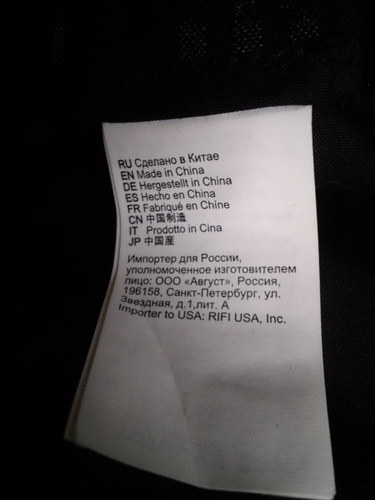 RU Сделано в Китае
EN Made in China
DE Hergestellt in China
ES Hecho en China
FR Fabriqué en Chine
CN 中国制造
IT Prodotto in Cina
JP 中国産
Импортер для России,
уполномоченное изготовителем
лицо: ООО «Август», Россия,
196158, Санкт-Петербург, ул.
Звездная, д.1,лит. А
Importer to USA: RIFI USA, Inc.